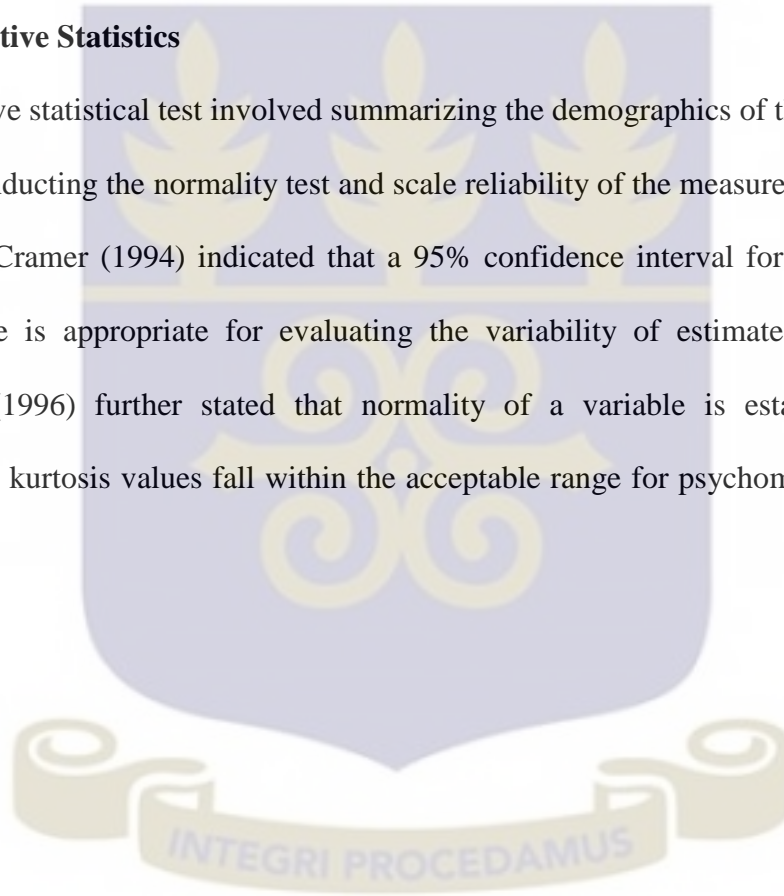 tive Statistics
ve statistical test involved summarizing the demographics of t
nducting the normality test and scale reliability of the measure
Cramer (1994) indicated that a 95% confidence interval for
e is appropriate for evaluating the variability of estimate
(1996) further stated that normality of a variable is esta
kurtosis values fall within the acceptable range for psychom
INTEGRI PROCEDAMUS